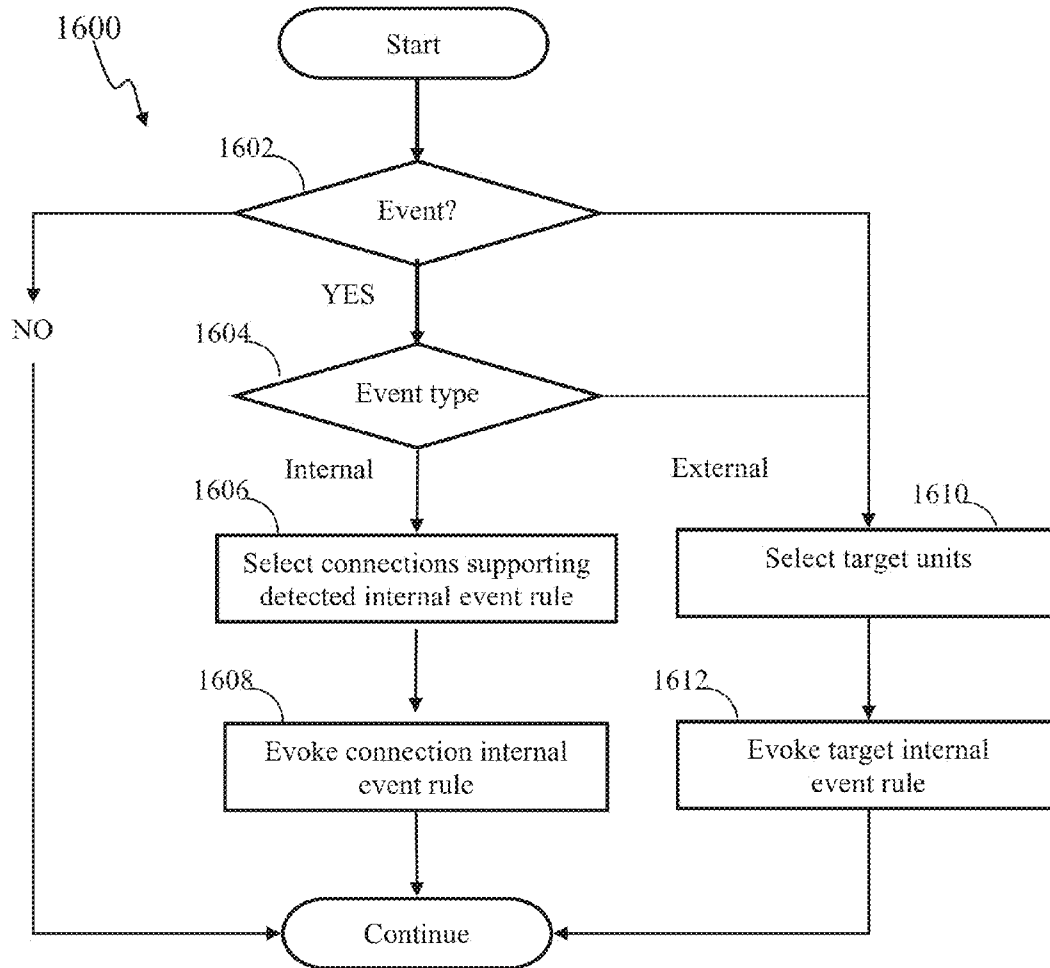 1600
Start
1602
Event?
YES
NO
1604
Event type
Internal
External
1606
1610
Select connections supporting
detected internal event rule
Select target units
1608
1612
Evoke connection internal
event rule
Evoke target internal
event rule
Continue